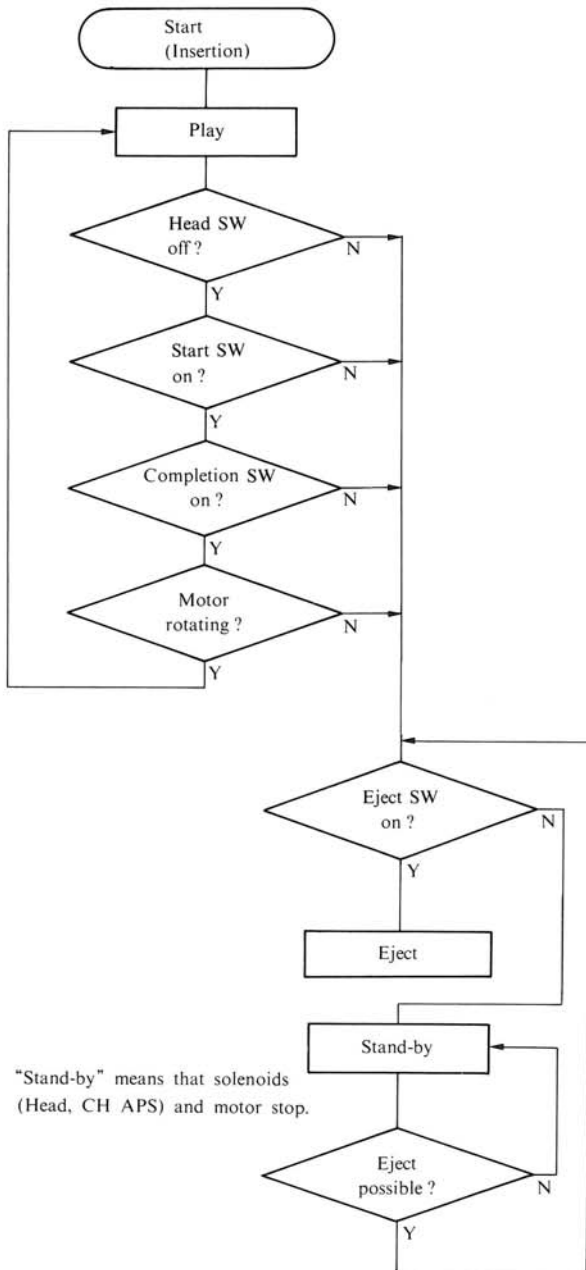 Start
(Insertion)
Play
Head SW
off ?
N
Y
Start SW
on ?
N
Y
Completion SW
on ?
N
Y
Motor
rotating ?
N
Y
Eject SW
on ?
N
Y
Eject
Stand-by
"Stand-by" means that solenoids
(Head, CH APS) and motor stop.
Eject
possible ?
N
Y